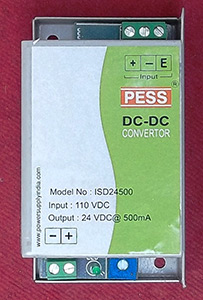 + − E
Input
PESS
DC-DC
CONVERTOR
Model No : ISD24500
Input : 110 VDC
Output : 24 VDC@ 500mA
− +
www.powersupplyindia.com